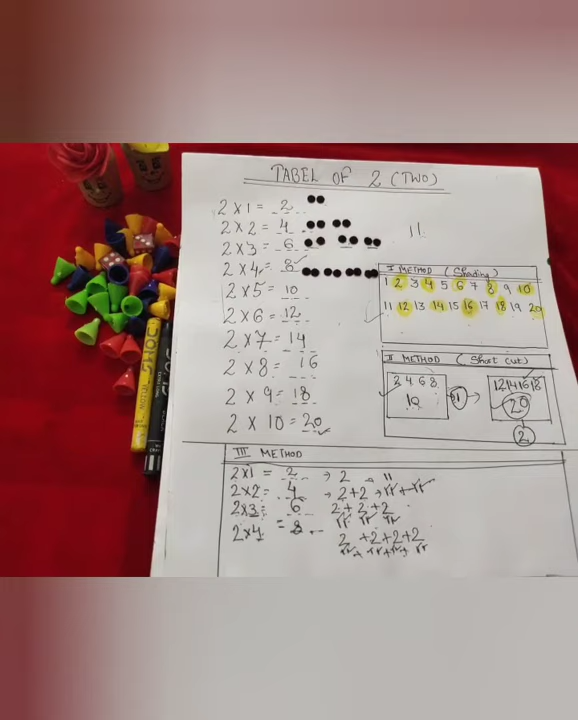 TABEL OF 2 (TWO)
2 X 1 = 2
2 X 2 = 4
2 X 3 = 6
2 X 4 = 8
2 X 5 = 10
2 X 6 = 12
2 X 7 = 14
2 X 8 = 16
2 X 9 = 18
2 X 10 = 20
11
I METHOD (Shading)
1 2 3 4 5 6 7 8 9 10
11 12 13 14 15 16 17 18 19 20
II METHOD (Short cut)
2 4 6 8
10
1 →
12 14 16 18
20
2
III METHOD
2X1 = 2 → 2 11
2X2 = 4 → 2+2 →
2X3 = 6 2+2+2
2X4 = 8 2+2+2+2